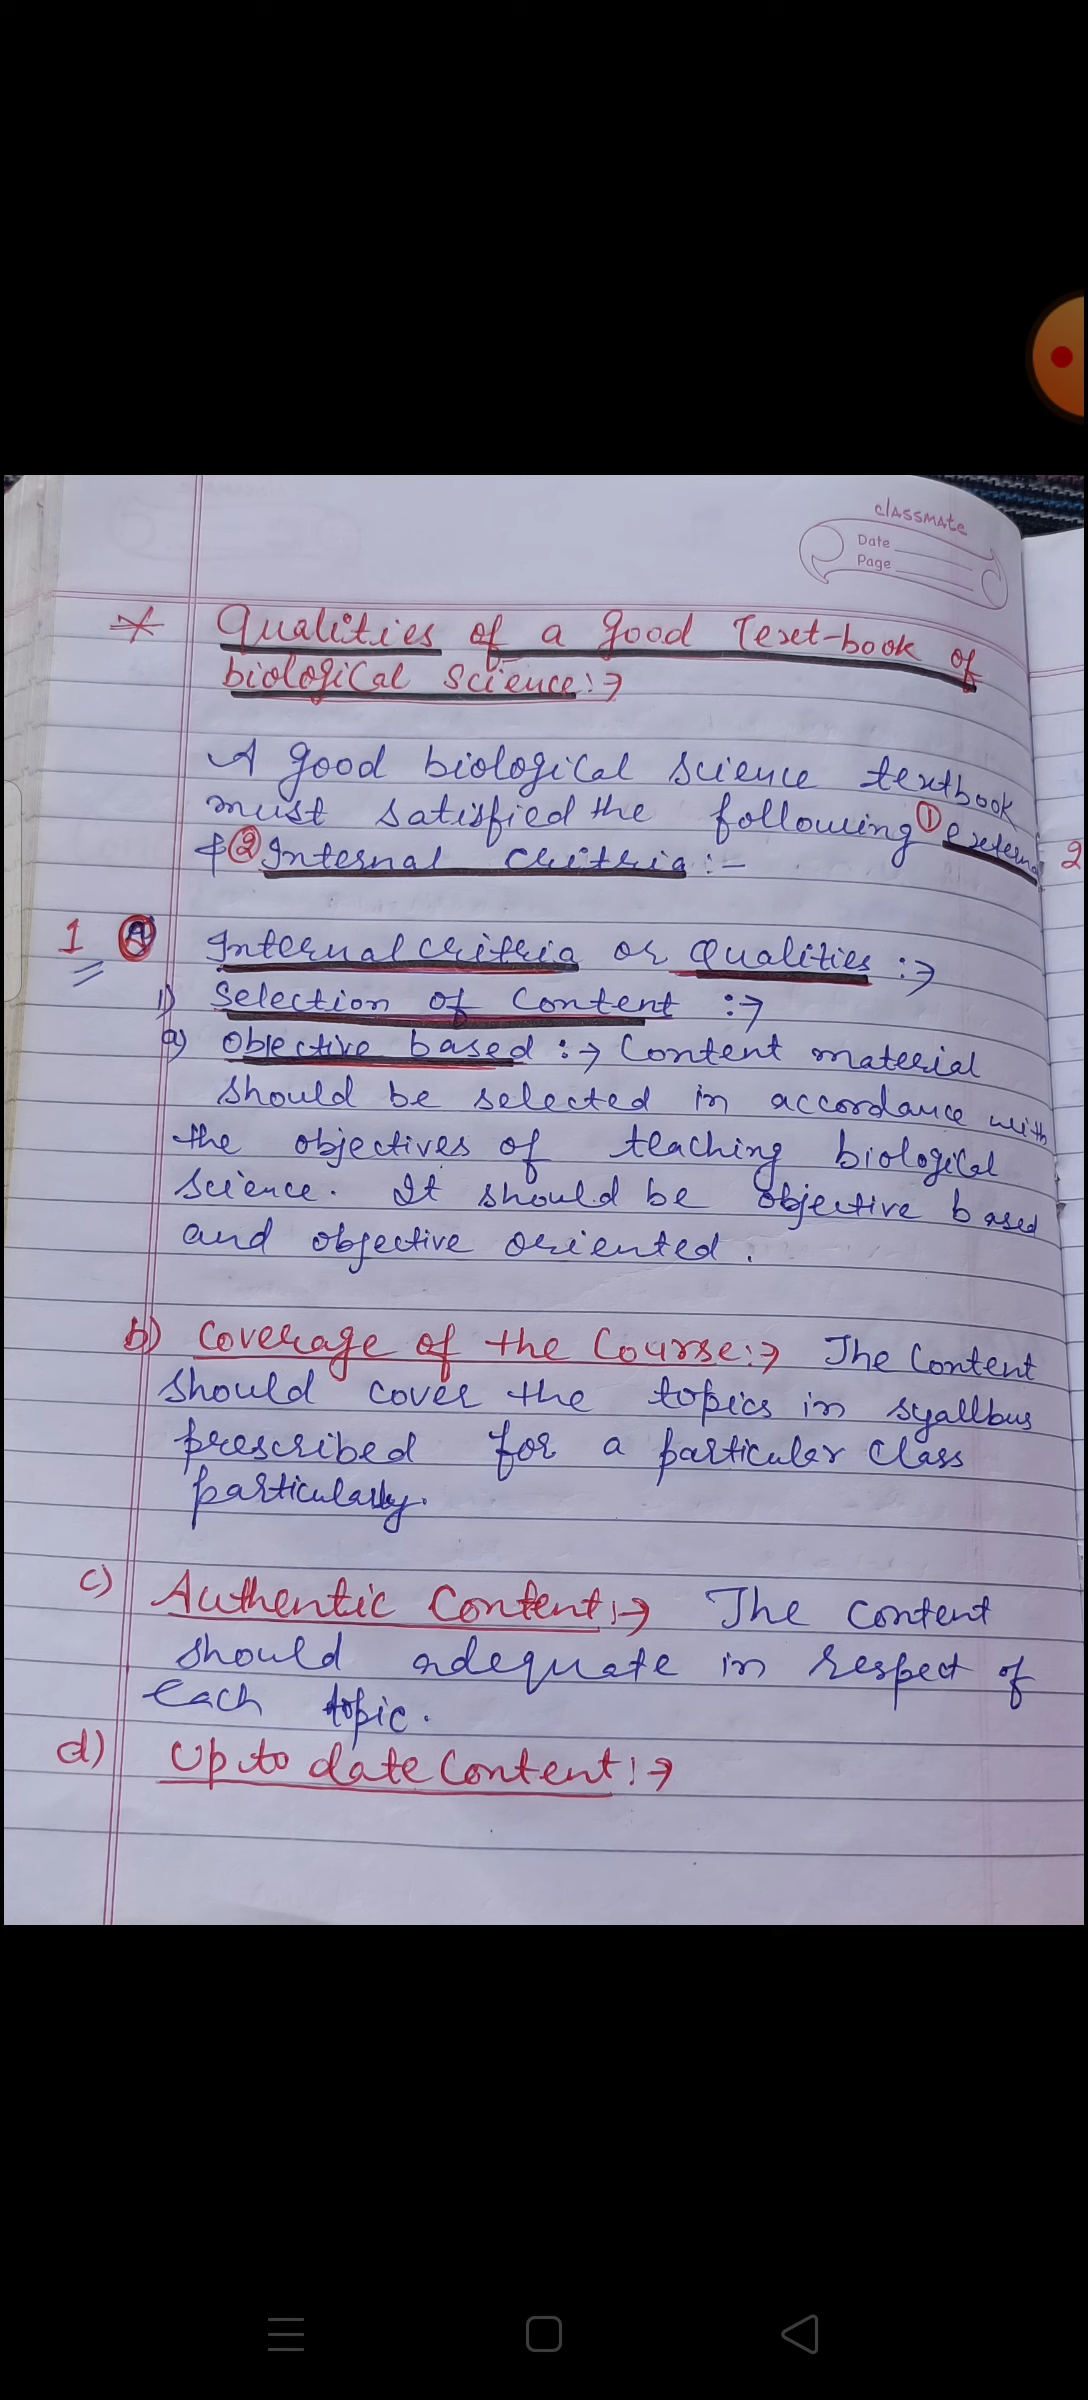 classmate
Date
Page
* Qualities of a good Text-book of
biological Science:→
A good biological science textbook
must satisfied the following ① External
& ② Internal criteria :-
2
1 A Internal criteria or Qualities :→
1) Selection of Content :→
a) objective based :→ Content material
should be selected in accordance with
the objectives of teaching biological
science. It should be objective based
and objective oriented.
b) Coverage of the Course:→ The Content
should cover the topics in syallbus
prescribed for a particular class
particularly.
c) Authentic Content:→ The content
should adequate in respect of
each topic.
d) Up to date Content:→